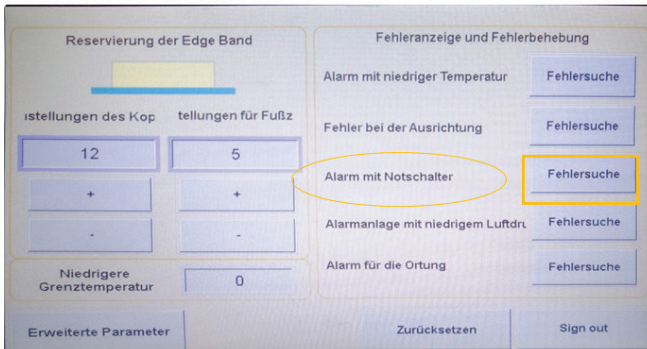 Reservierung der Edge Band
ıstellungen des Kop
tellungen für Fußz
12
5
+
+
-
-
Niedrigere
Grenztemperatur
0
Fehleranzeige und Fehlerbehebung
Alarm mit niedriger Temperatur
Fehlersuche
Fehler bei der Ausrichtung
Fehlersuche
Alarm mit Notschalter
Fehlersuche
Alarmanlage mit niedrigem Luftdru
Fehlersuche
Alarm für die Ortung
Fehlersuche
Erweiterte Parameter
Zurücksetzen
Sign out